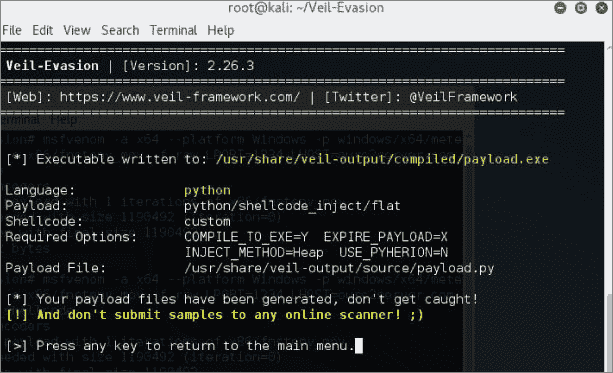 root@kali: ~/Veil-Evasion
File Edit View Search Terminal Help
=========================================================================
Veil-Evasion | [Version]: 2.26.3
=========================================================================
[Web]: https://www.veil-framework.com/ | [Twitter]: @VeilFramework
=========================================================================
[*] Executable written to: /usr/share/veil-output/compiled/payload.exe
Language: python
Payload: python/shellcode_inject/flat
Shellcode: custom
Required Options: COMPILE_TO_EXE=Y EXPIRE_PAYLOAD=X
INJECT_METHOD=Heap USE_PYHERION=N
Payload File: /usr/share/veil-output/source/payload.py
[*] Your payload files have been generated, don't get caught!
[!] And don't submit samples to any online scanner! ;)
[>] Press any key to return to the main menu.